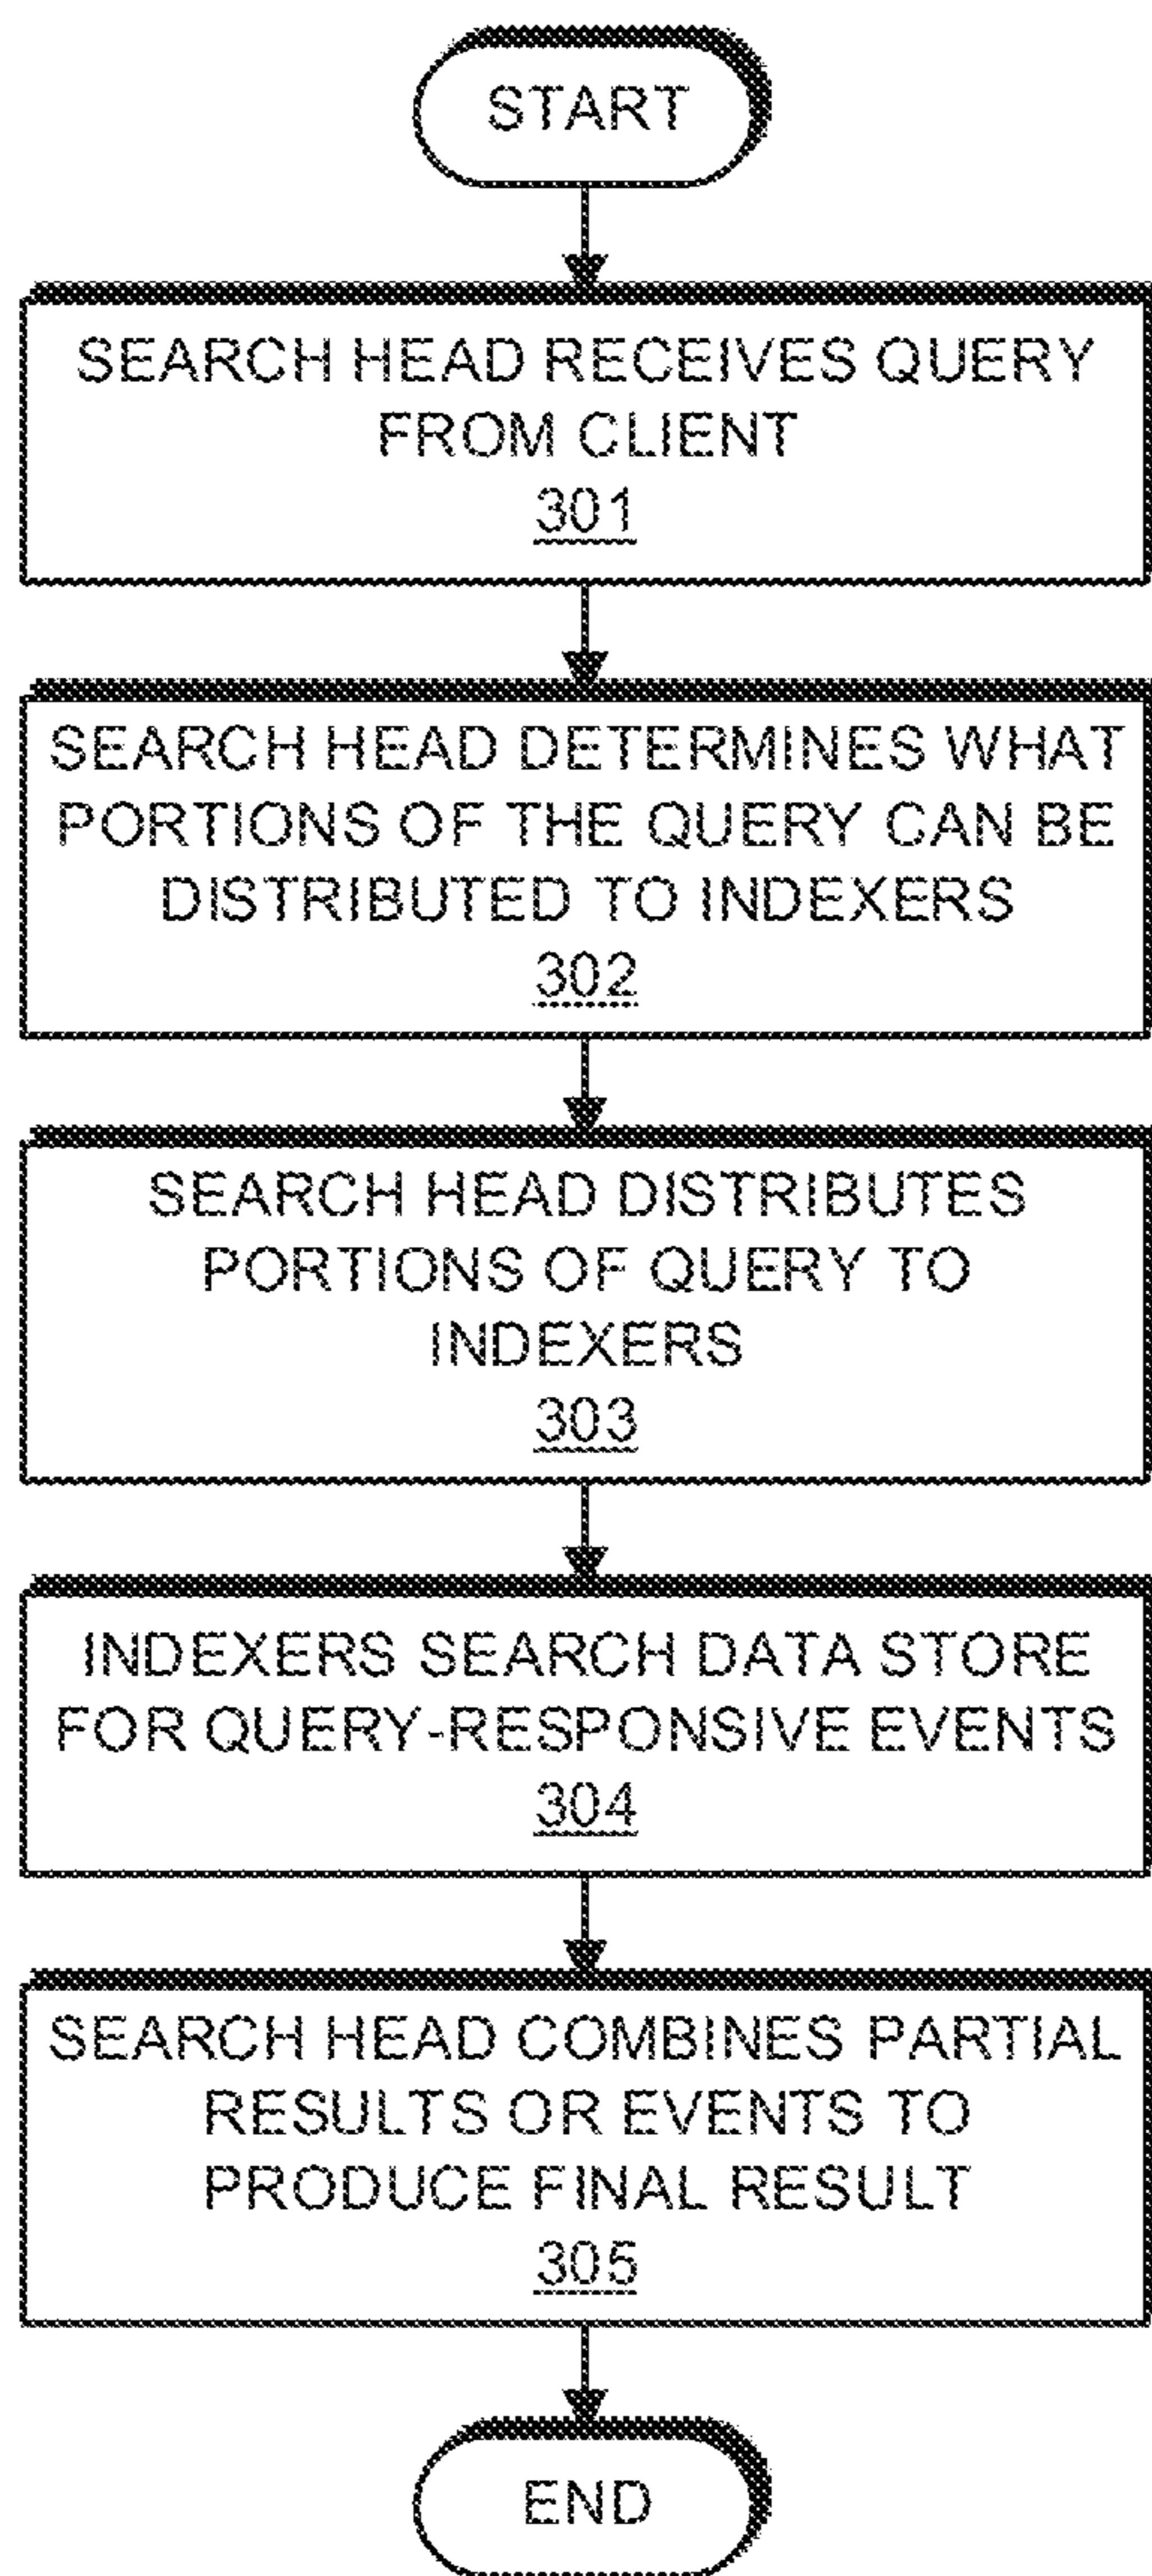 START
SEARCH HEAD RECEIVES QUERY
FROM CLIENT
301
SEARCH HEAD DETERMINES WHAT
PORTIONS OF THE QUERY CAN BE
DISTRIBUTED TO INDEXERS
302
SEARCH HEAD DISTRIBUTES
PORTIONS OF QUERY TO
INDEXERS
303
INDEXERS SEARCH DATA STORE
FOR QUERY-RESPONSIVE EVENTS
304
SEARCH HEAD COMBINES PARTIAL
RESULTS OR EVENTS TO
PRODUCE FINAL RESULT
305
END